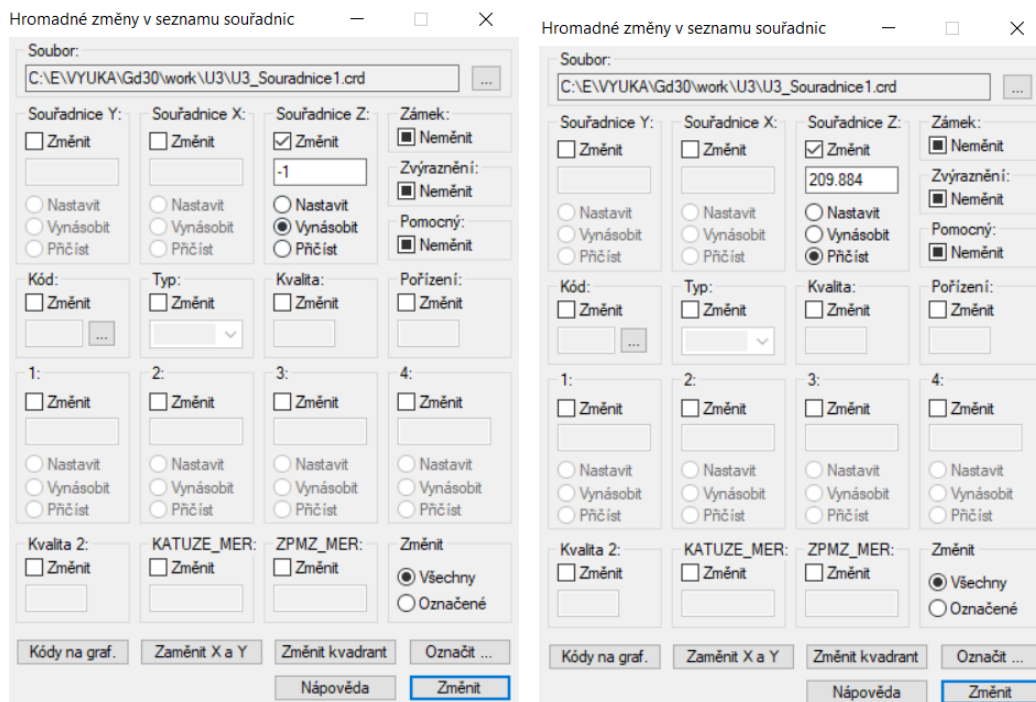 Hromadné změny v seznamu souřadnic
Soubor:
C:\E\VYUKA\Gd30\work\U3\U3_Souradnice1.crd ...
Souřadnice Y: Souřadnice X: Souřadnice Z: Zámek:
Změnit Změnit Změnit Neměnit
-1 Zvýraznění:
Neměnit
Nastavit Nastavit Nastavit
Vynásobit Vynásobit Vynásobit Pomocný:
Přičíst Přičíst Přičíst Neměnit
Kód: Typ: Kvalita: Pořízení:
Změnit Změnit Změnit Změnit
...
1: 2: 3: 4:
Změnit Změnit Změnit Změnit
Nastavit Nastavit Nastavit Nastavit
Vynásobit Vynásobit Vynásobit Vynásobit
Přičíst Přičíst Přičíst Přičíst
Kvalita 2: KATUZE_MER: ZPMZ_MER: Změnit
Změnit Změnit Změnit Všechny
Označené
Kódy na graf. Zaměnit X a Y Změnit kvadrant Označit ...
Nápověda Změnit
Hromadné změny v seznamu souřadnic
Soubor:
C:\E\VYUKA\Gd30\work\U3\U3_Souradnice1.crd ...
Souřadnice Y: Souřadnice X: Souřadnice Z: Zámek:
Změnit Změnit Změnit Neměnit
209.884 Zvýraznění:
Neměnit
Nastavit Nastavit Nastavit
Vynásobit Vynásobit Vynásobit Pomocný:
Přičíst Přičíst Přičíst Neměnit
Kód: Typ: Kvalita: Pořízení:
Změnit Změnit Změnit Změnit
...
1: 2: 3: 4:
Změnit Změnit Změnit Změnit
Nastavit Nastavit Nastavit Nastavit
Vynásobit Vynásobit Vynásobit Vynásobit
Přičíst Přičíst Přičíst Přičíst
Kvalita 2: KATUZE_MER: ZPMZ_MER: Změnit
Změnit Změnit Změnit Všechny
Označené
Kódy na graf. Zaměnit X a Y Změnit kvadrant Označit ...
Nápověda Změnit